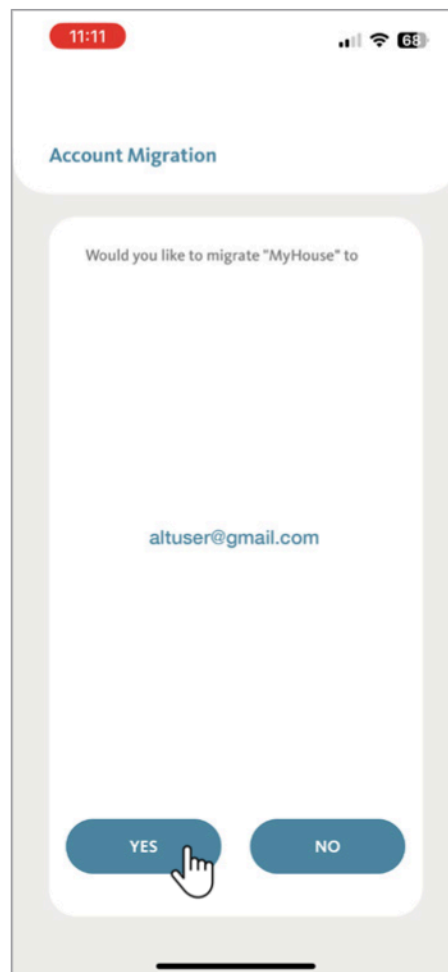 11:11
68
Account Migration
Would you like to migrate "MyHouse" to
altuser@gmail.com
YES
NO